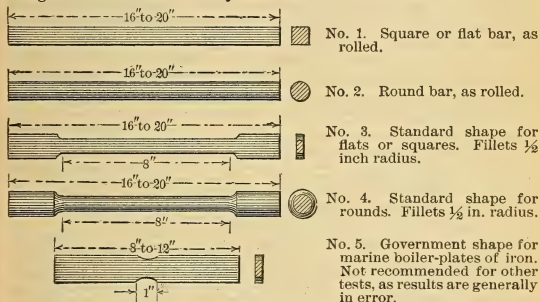 16″to 20″
No. 1. Square or flat bar, as
rolled.
16″to 20″
No. 2. Round bar, as rolled.
16″to 20″
8″
No. 3. Standard shape for
flats or squares. Fillets ½
inch radius.
16″to 20″
8″
No. 4. Standard shape for
rounds. Fillets ½ in. radius.
8″to 12″
1″
No. 5. Government shape for
marine boiler-plates of iron.
Not recommended for other
tests, as results are generally
in error.